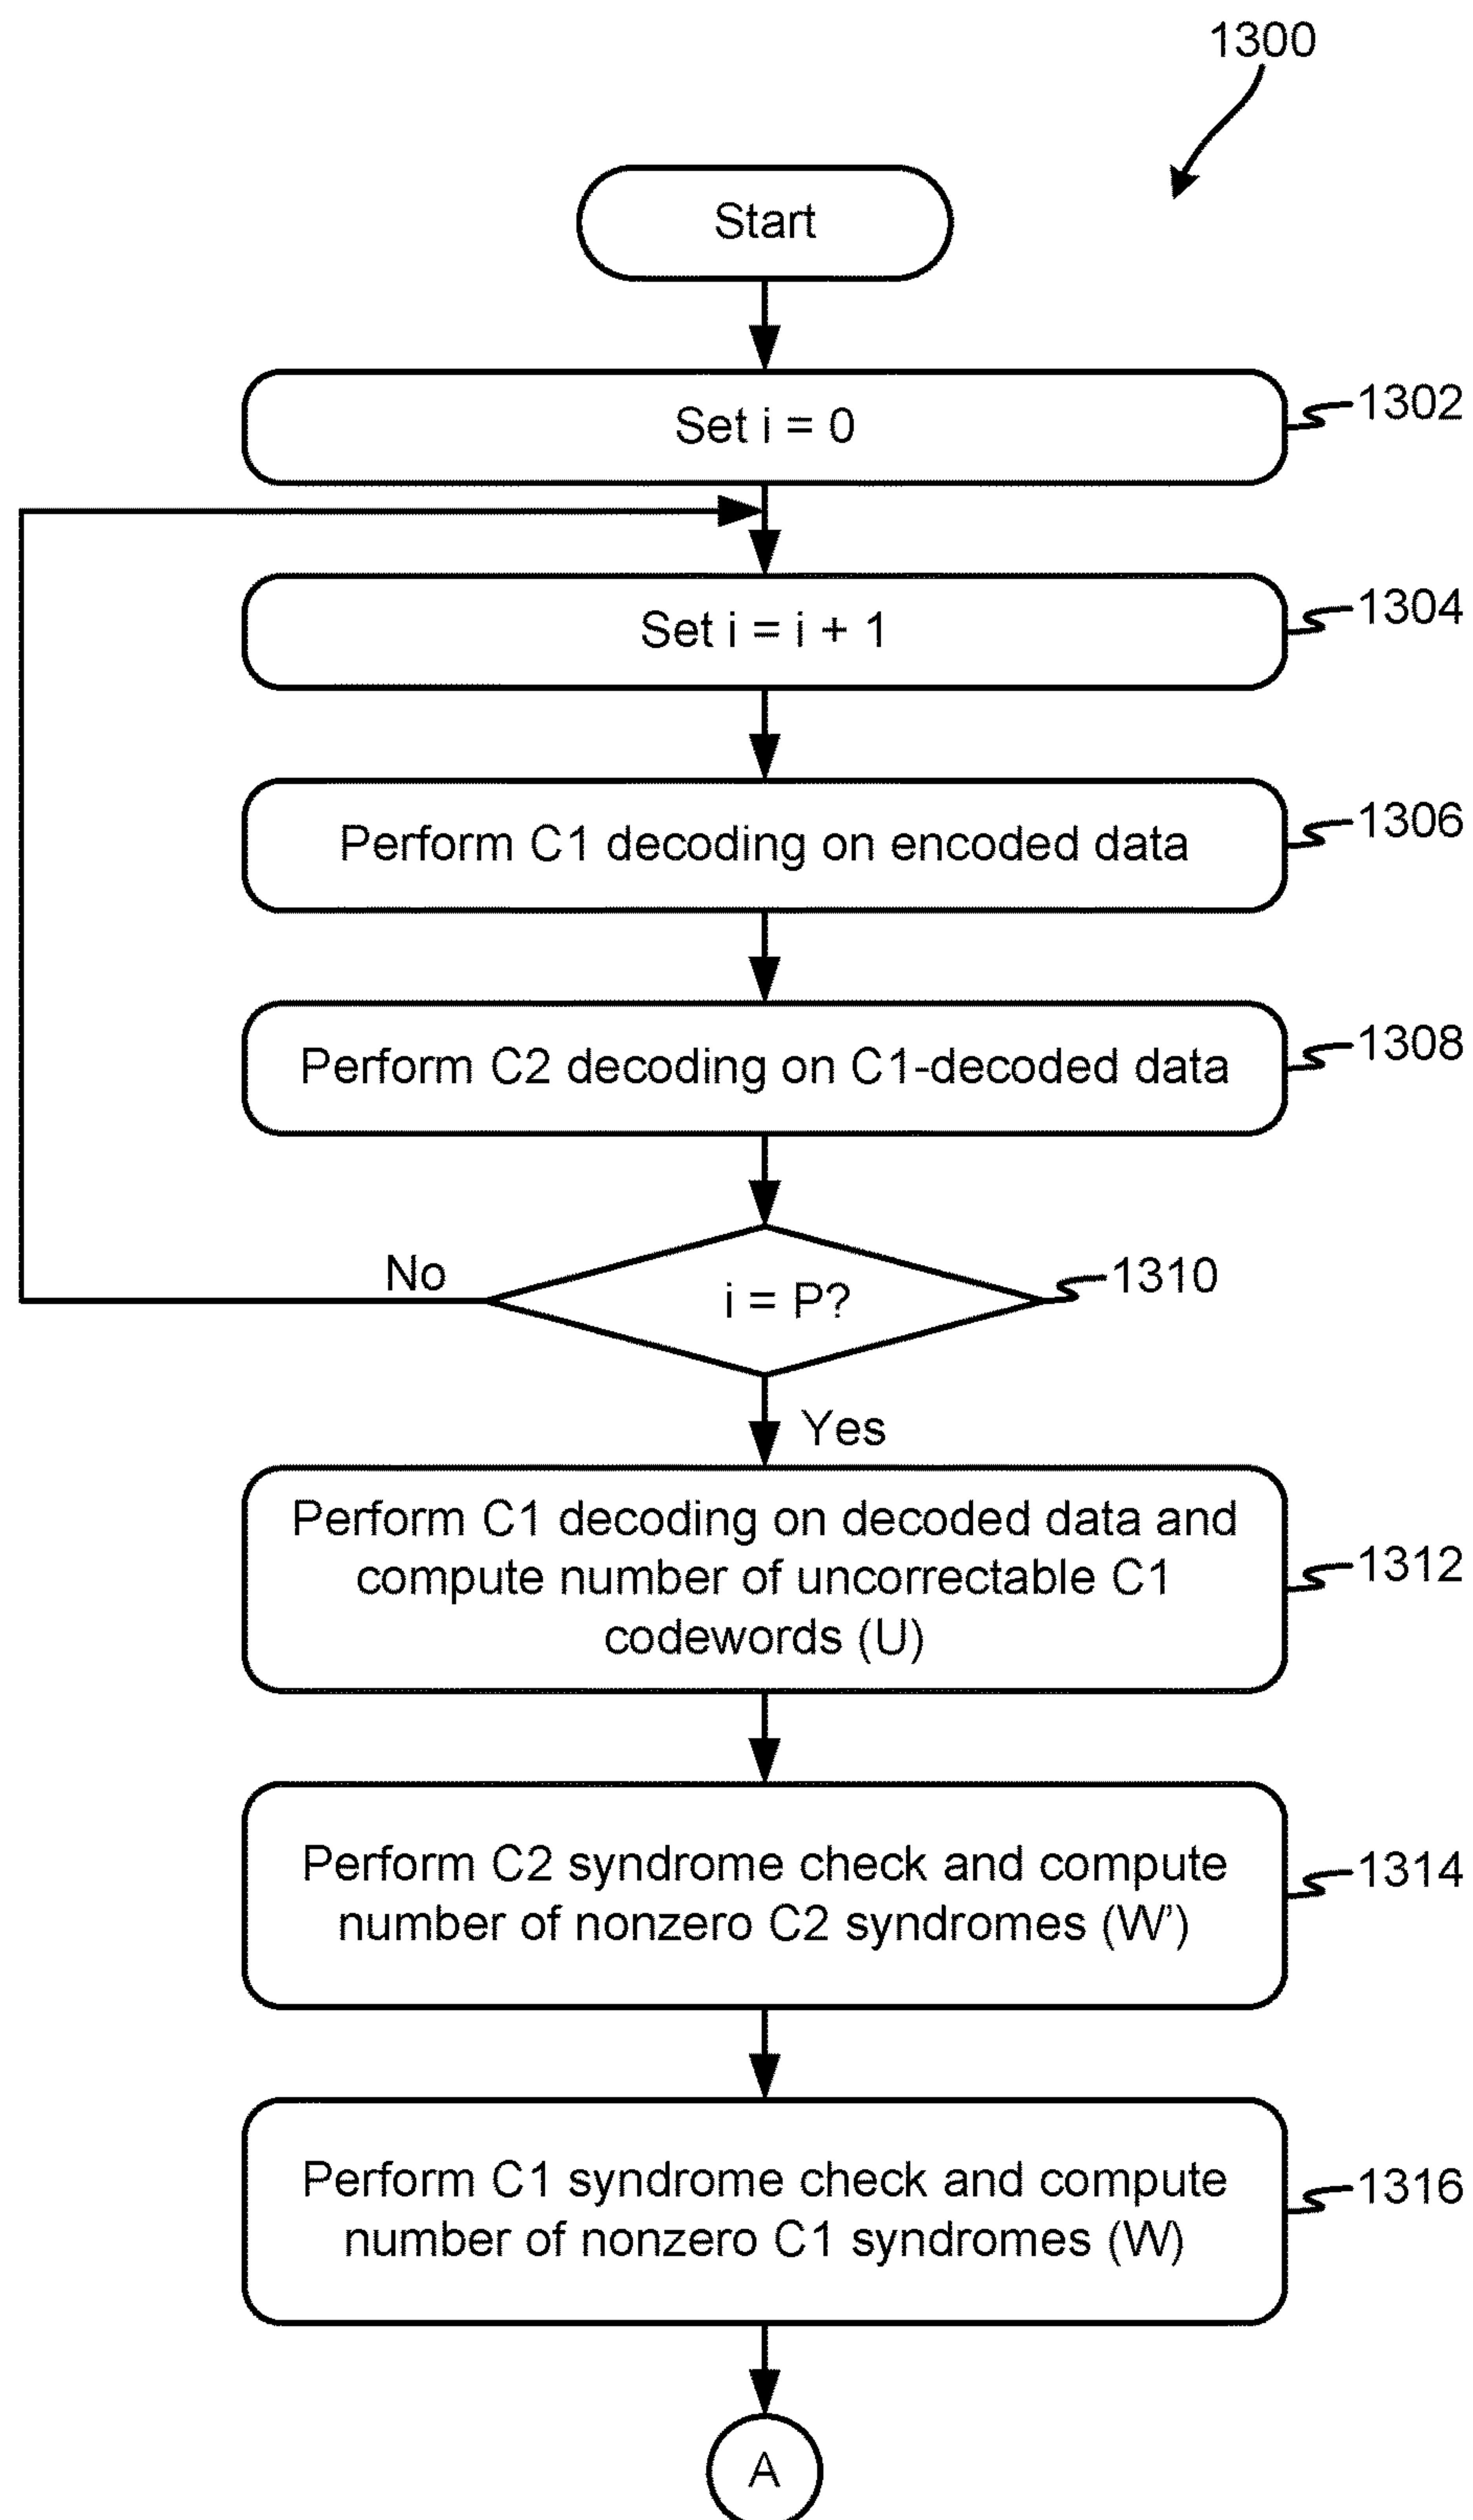 1300
Start
Set i = 0
1302
Set i = i + 1
1304
Perform C1 decoding on encoded data
1306
Perform C2 decoding on C1-decoded data
1308
No
i = P?
1310
Yes
Perform C1 decoding on decoded data and
compute number of uncorrectable C1
codewords (U)
1312
Perform C2 syndrome check and compute
number of nonzero C2 syndromes (W’)
1314
Perform C1 syndrome check and compute
number of nonzero C1 syndromes (W)
1316
A